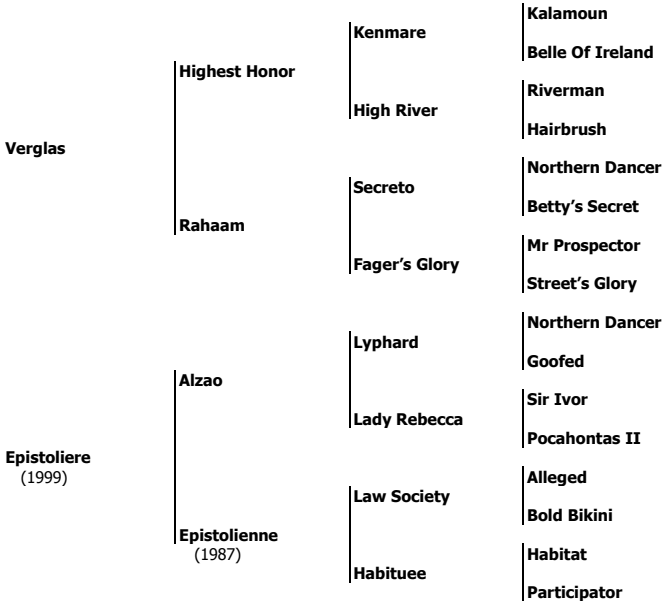 Kalamoun
Kenmare
Belle Of Ireland
Highest Honor
Riverman
High River
Hairbrush
Verglas
Northern Dancer
Secreto
Betty's Secret
Rahaam
Mr Prospector
Fager's Glory
Street's Glory
Northern Dancer
Lyphard
Goofed
Alzao
Sir Ivor
Lady Rebecca
Pocahontas II
Epistoliere
(1999)
Alleged
Law Society
Bold Bikini
Epistolienne
(1987)
Habitat
Habituee
Participator